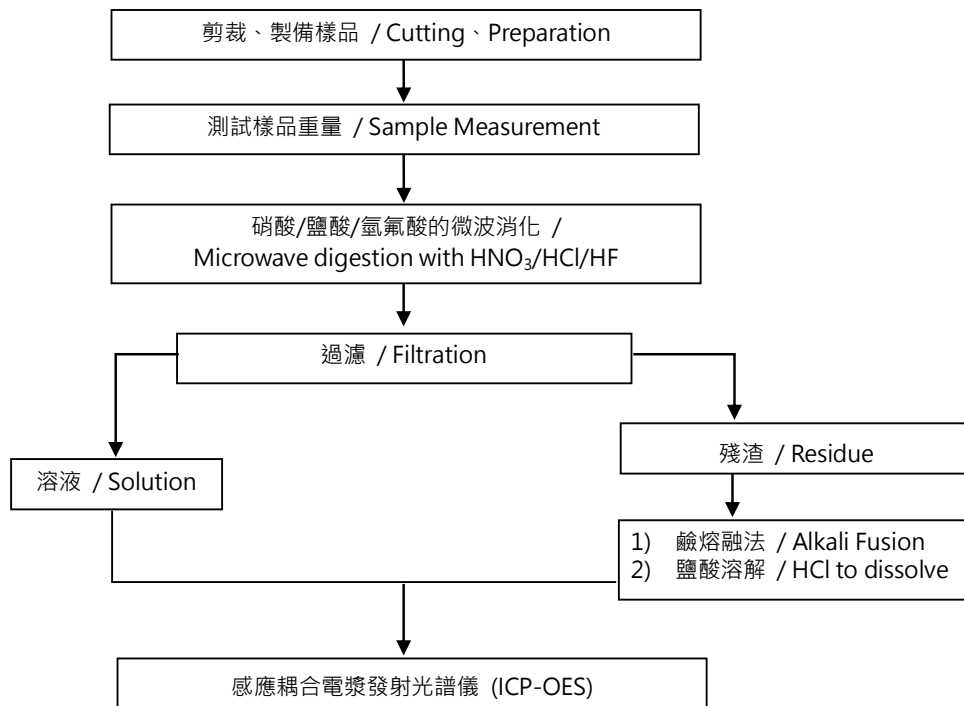 剪裁、製備樣品 / Cutting、Preparation
測試樣品重量 / Sample Measurement
硝酸/鹽酸/氫氟酸的微波消化 /
Microwave digestion with HNO₃/HCl/HF
過濾 / Filtration
溶液 / Solution
殘渣 / Residue
1) 鹼熔融法 / Alkali Fusion
2) 鹽酸溶解 / HCl to dissolve
感應耦合電漿發射光譜儀 (ICP-OES)